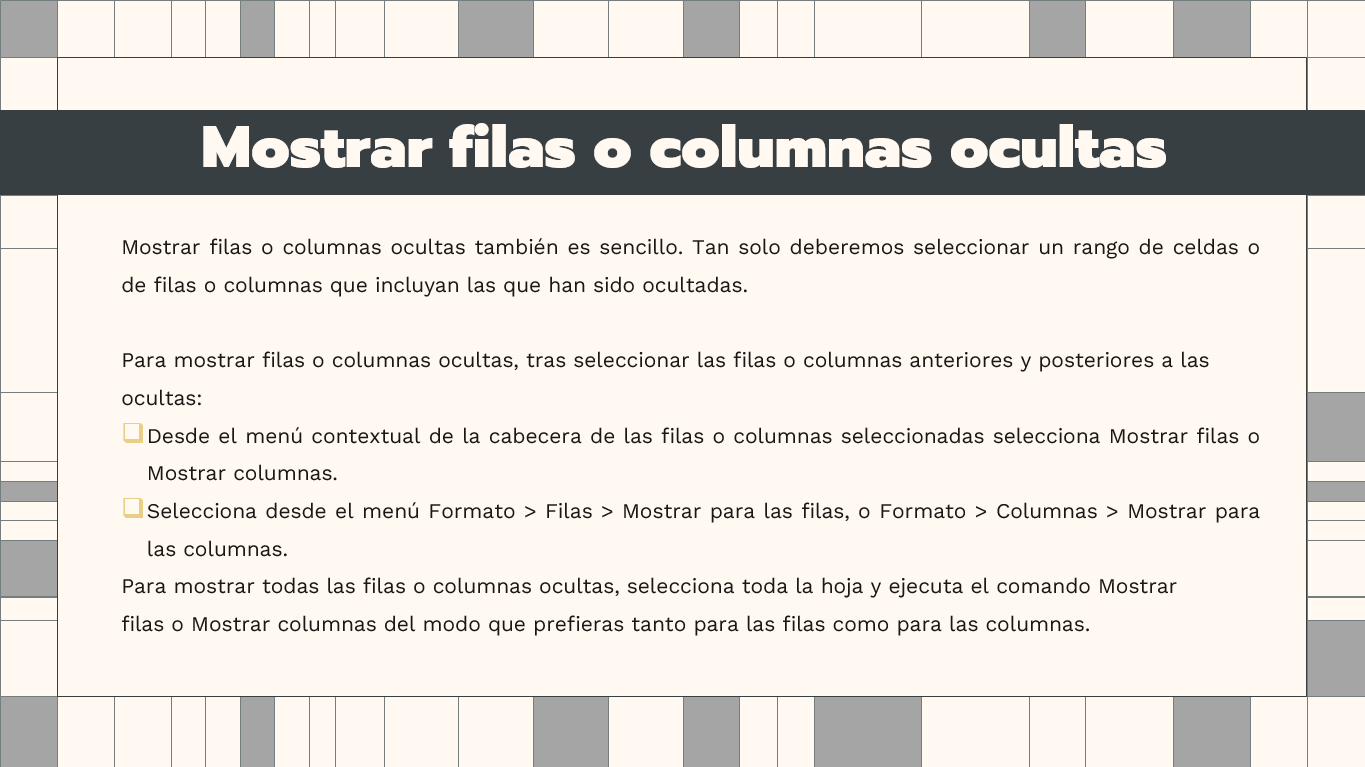 Mostrar filas o columnas ocultas
Mostrar filas o columnas ocultas también es sencillo. Tan solo deberemos seleccionar un rango de celdas o
de filas o columnas que incluyan las que han sido ocultadas.
Para mostrar filas o columnas ocultas, tras seleccionar las filas o columnas anteriores y posteriores a las
ocultas:
❑Desde el menú contextual de la cabecera de las filas o columnas seleccionadas selecciona Mostrar filas o
Mostrar columnas.
❑Selecciona desde el menú Formato > Filas > Mostrar para las filas, o Formato > Columnas > Mostrar para
las columnas.
Para mostrar todas las filas o columnas ocultas, selecciona toda la hoja y ejecuta el comando Mostrar
filas o Mostrar columnas del modo que prefieras tanto para las filas como para las columnas.